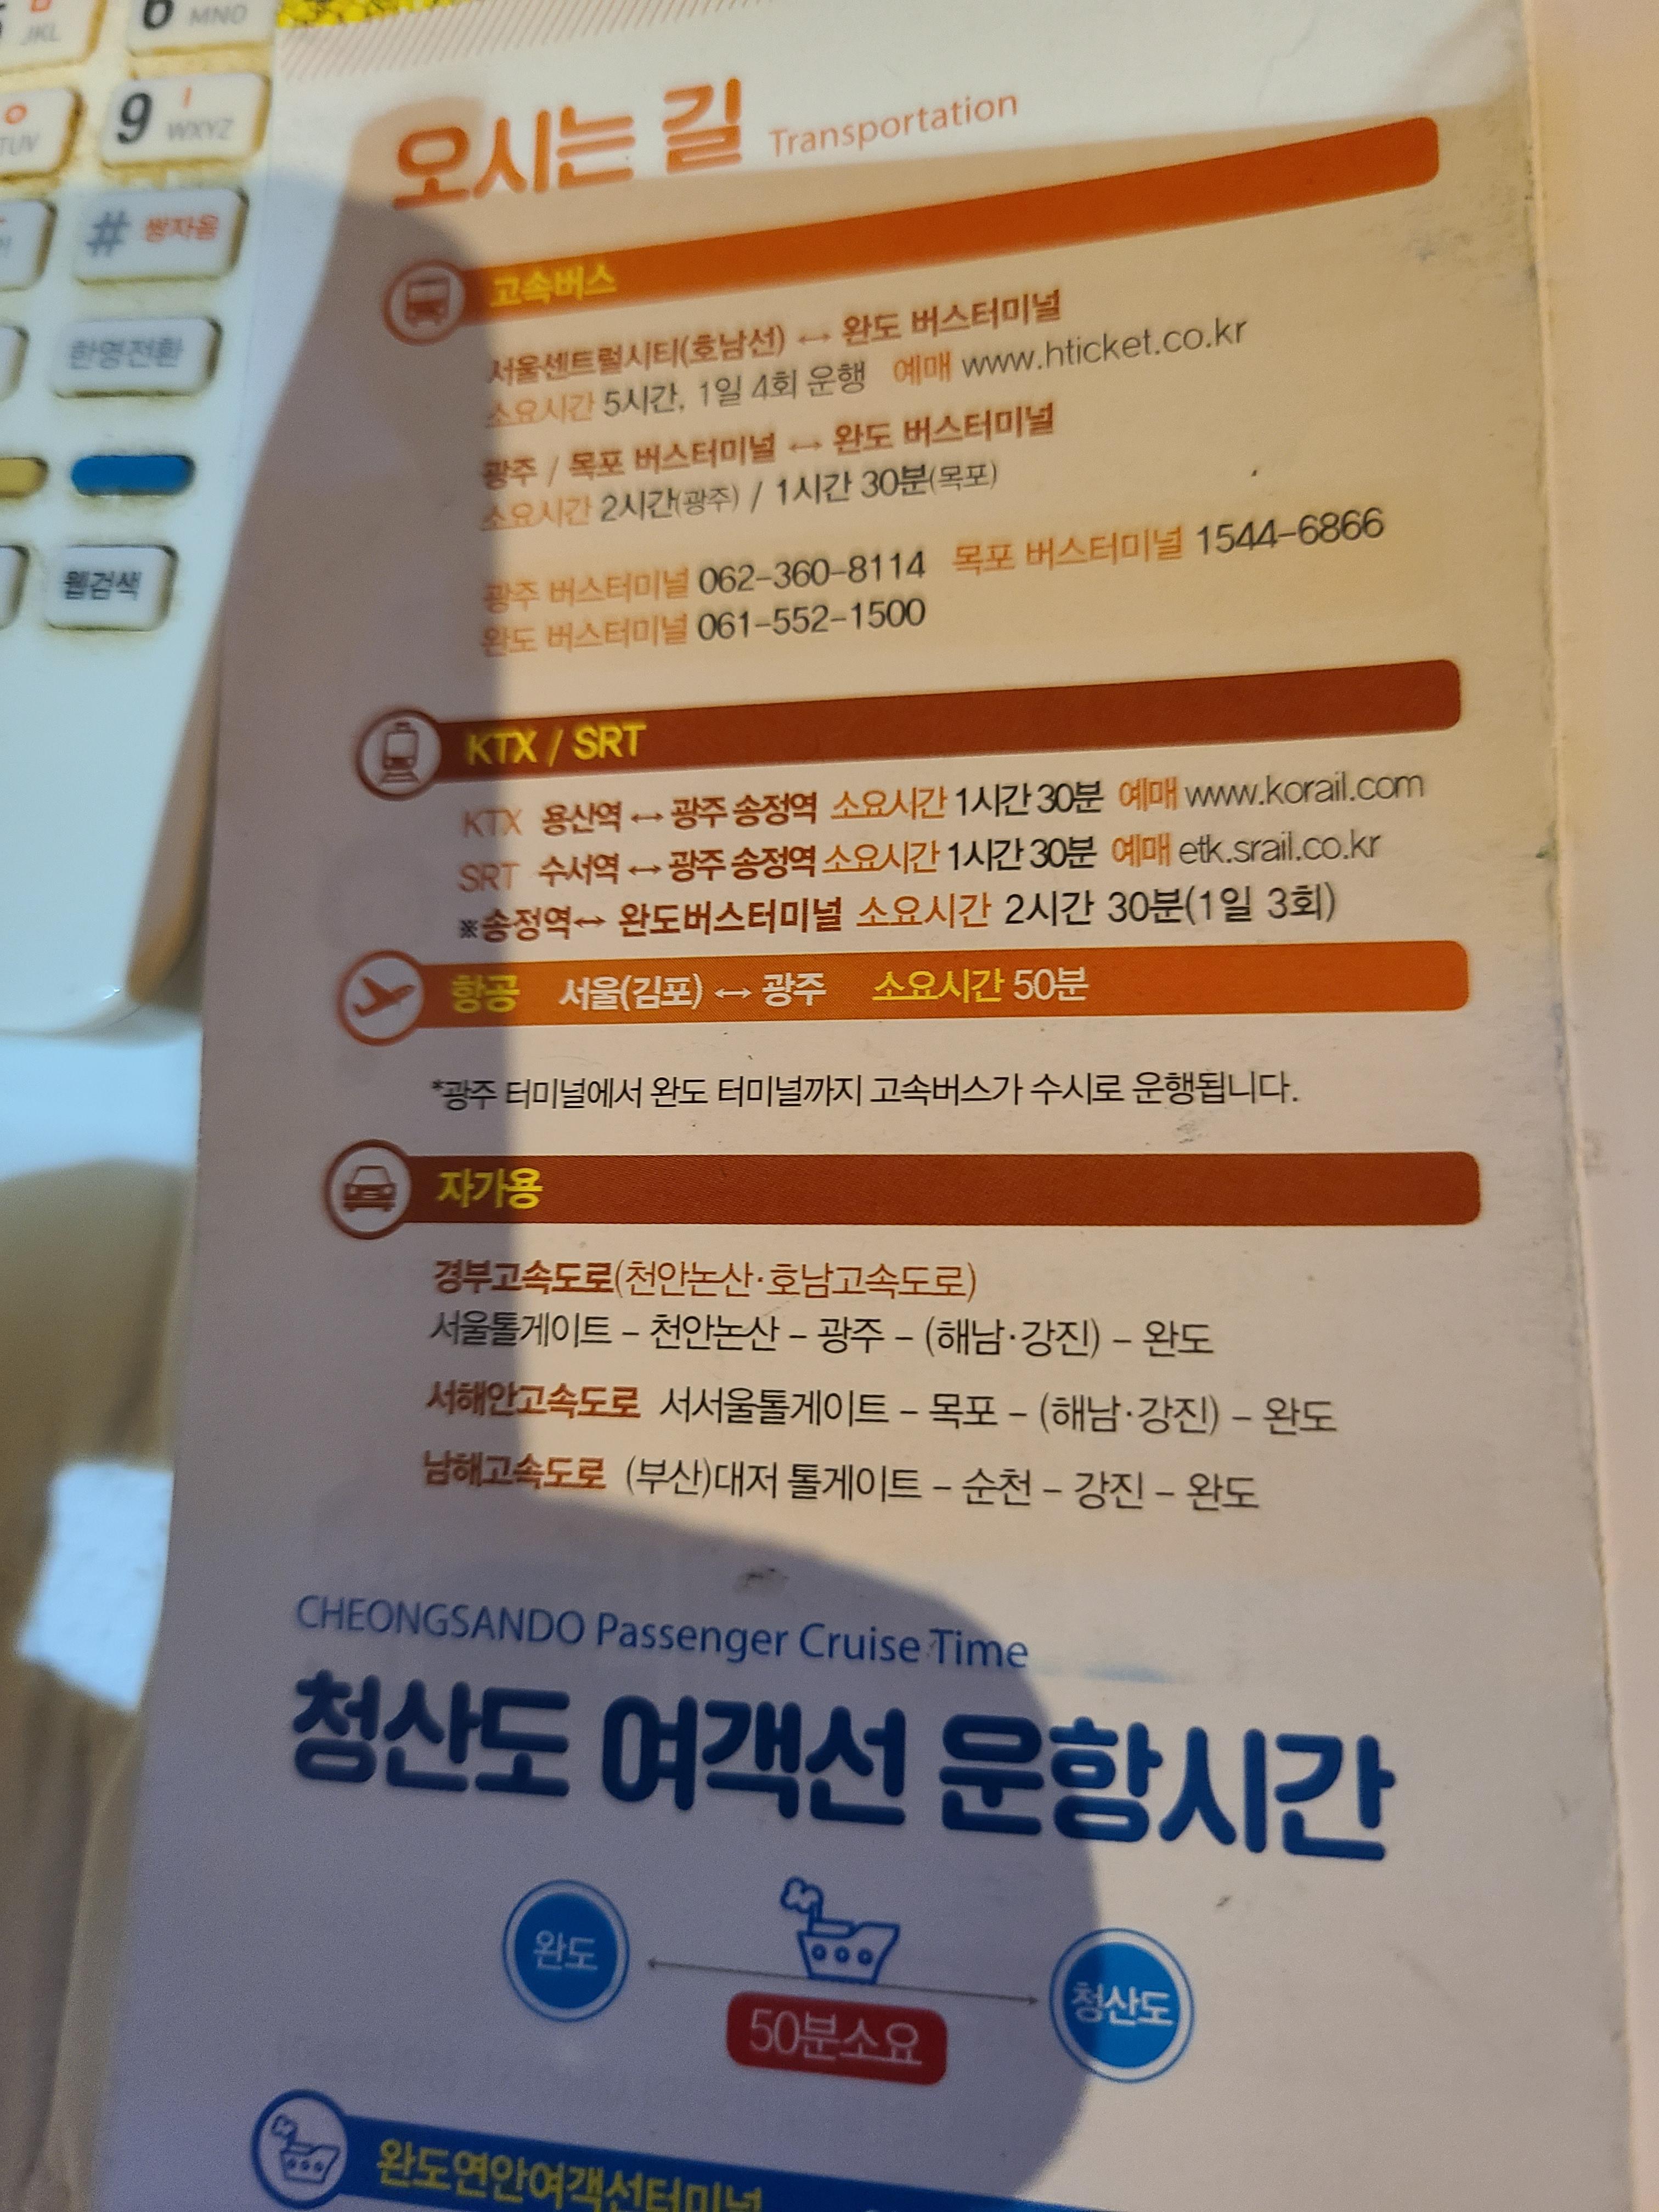 6 MNO
JKL
9 ㅣ WXYZ
ㅇ TUV
# 쌍자음
한영전환
웹검색
오시는 길 Transportation
고속버스
서울센트럴시티(호남선) ↔ 완도 버스터미널
소요시간 5시간, 1일 4회 운행 예매 www.hticket.co.kr
광주 / 목포 버스터미널 ↔ 완도 버스터미널
소요시간 2시간(광주) / 1시간 30분(목포)
광주 버스터미널 062-360-8114 목포 버스터미널 1544-6866
완도 버스터미널 061-552-1500
KTX / SRT
KTX 용산역 ↔ 광주 송정역 소요시간 1시간 30분 예매 www.korail.com
SRT 수서역 ↔ 광주 송정역 소요시간 1시간 30분 예매 etk.srail.co.kr
※송정역↔ 완도버스터미널 소요시간 2시간 30분(1일 3회)
항공 서울(김포) ↔ 광주 소요시간 50분
*광주 터미널에서 완도 터미널까지 고속버스가 수시로 운행됩니다.
자가용
경부고속도로(천안논산·호남고속도로)
서울톨게이트 – 천안논산 – 광주 – (해남·강진) – 완도
서해안고속도로 서서울톨게이트 – 목포 – (해남·강진) – 완도
남해고속도로 (부산)대저 톨게이트 – 순천 – 강진 – 완도
CHEONGSANDO Passenger Cruise Time
청산도 여객선 운항시간
완도
청산도
50분소요
완도연안여객선터미널